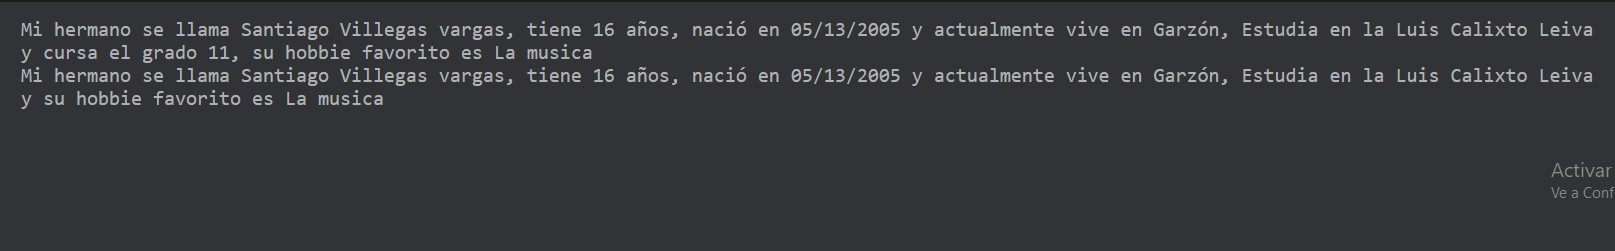 Mi hermano se llama Santiago Villegas vargas, tiene 16 años, nació en 05/13/2005 y actualmente vive en Garzón, Estudia en la Luis Calixto Leiva
y cursa el grado 11, su hobbie favorito es La musica
Mi hermano se llama Santiago Villegas vargas, tiene 16 años, nació en 05/13/2005 y actualmente vive en Garzón, Estudia en la Luis Calixto Leiva
y su hobbie favorito es La musica
Activar
Ve a Conf